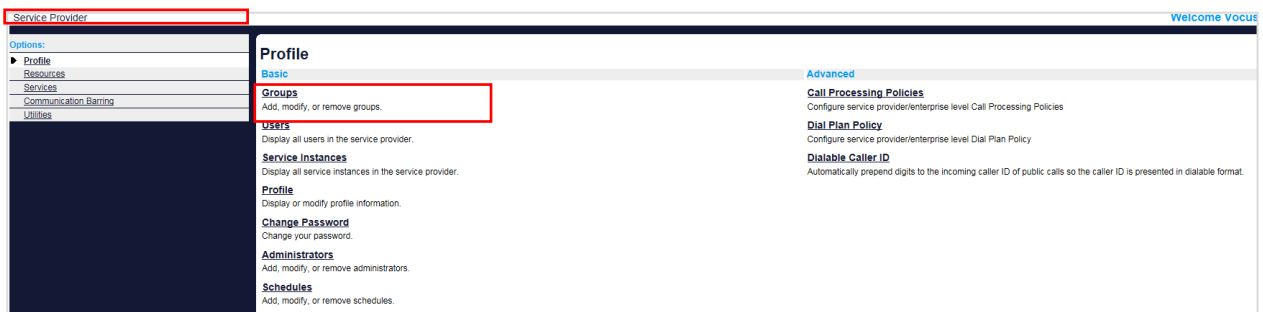 Service Provider
Welcome Vocus
Options:
Profile
Resources
Services
Communication Barring
Utilities
Profile
Basic
Groups
Add, modify, or remove groups.
Users
Display all users in the service provider.
Service Instances
Display all service instances in the service provider.
Profile
Display or modify profile information.
Change Password
Change your password.
Administrators
Add, modify, or remove administrators.
Schedules
Add, modify, or remove schedules.
Advanced
Call Processing Policies
Configure service provider/enterprise level Call Processing Policies
Dial Plan Policy
Configure service provider/enterprise level Dial Plan Policy
Dialable Caller ID
Automatically prepend digits to the incoming caller ID of public calls so the caller ID is presented in dialable format.